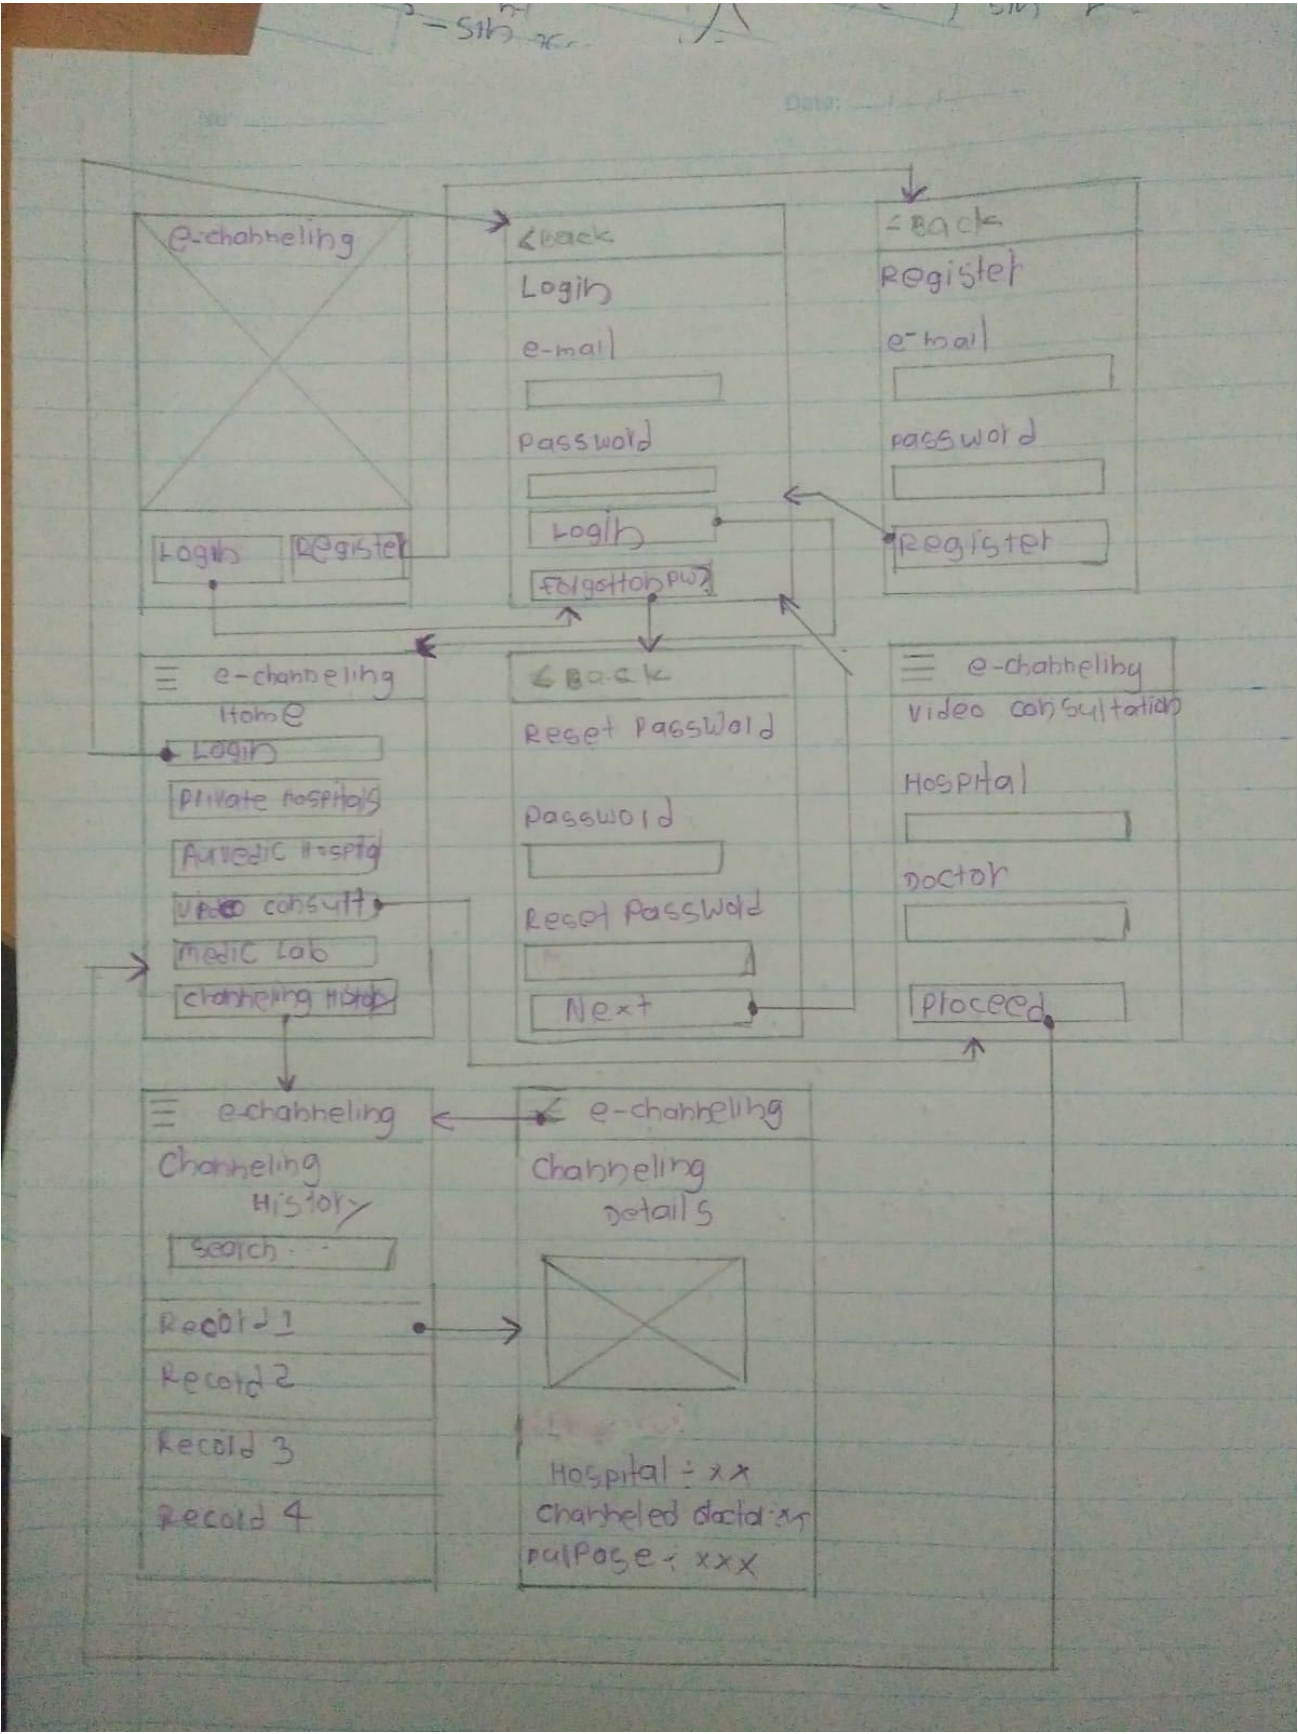 e-channeling
Login
Register
<Back
Login
e-mail
Password
Login
Forgotton pw?
<Back
Register
e-mail
password
Register
e-channeling
Home
Login
Private Hospitals
video consult
medic Lab
channeling History
<Back
Reset Password
Password
Reset Password
Next
e-channeling
Video consultation
Hospital
Doctor
Proceed
e-channeling
Channeling
History
Search...
Record 1
Record 2
Record 3
Record 4
e-channeling
Channeling
Details
Hospital : xx
Channeled doctor : xx
PurPose : xxx